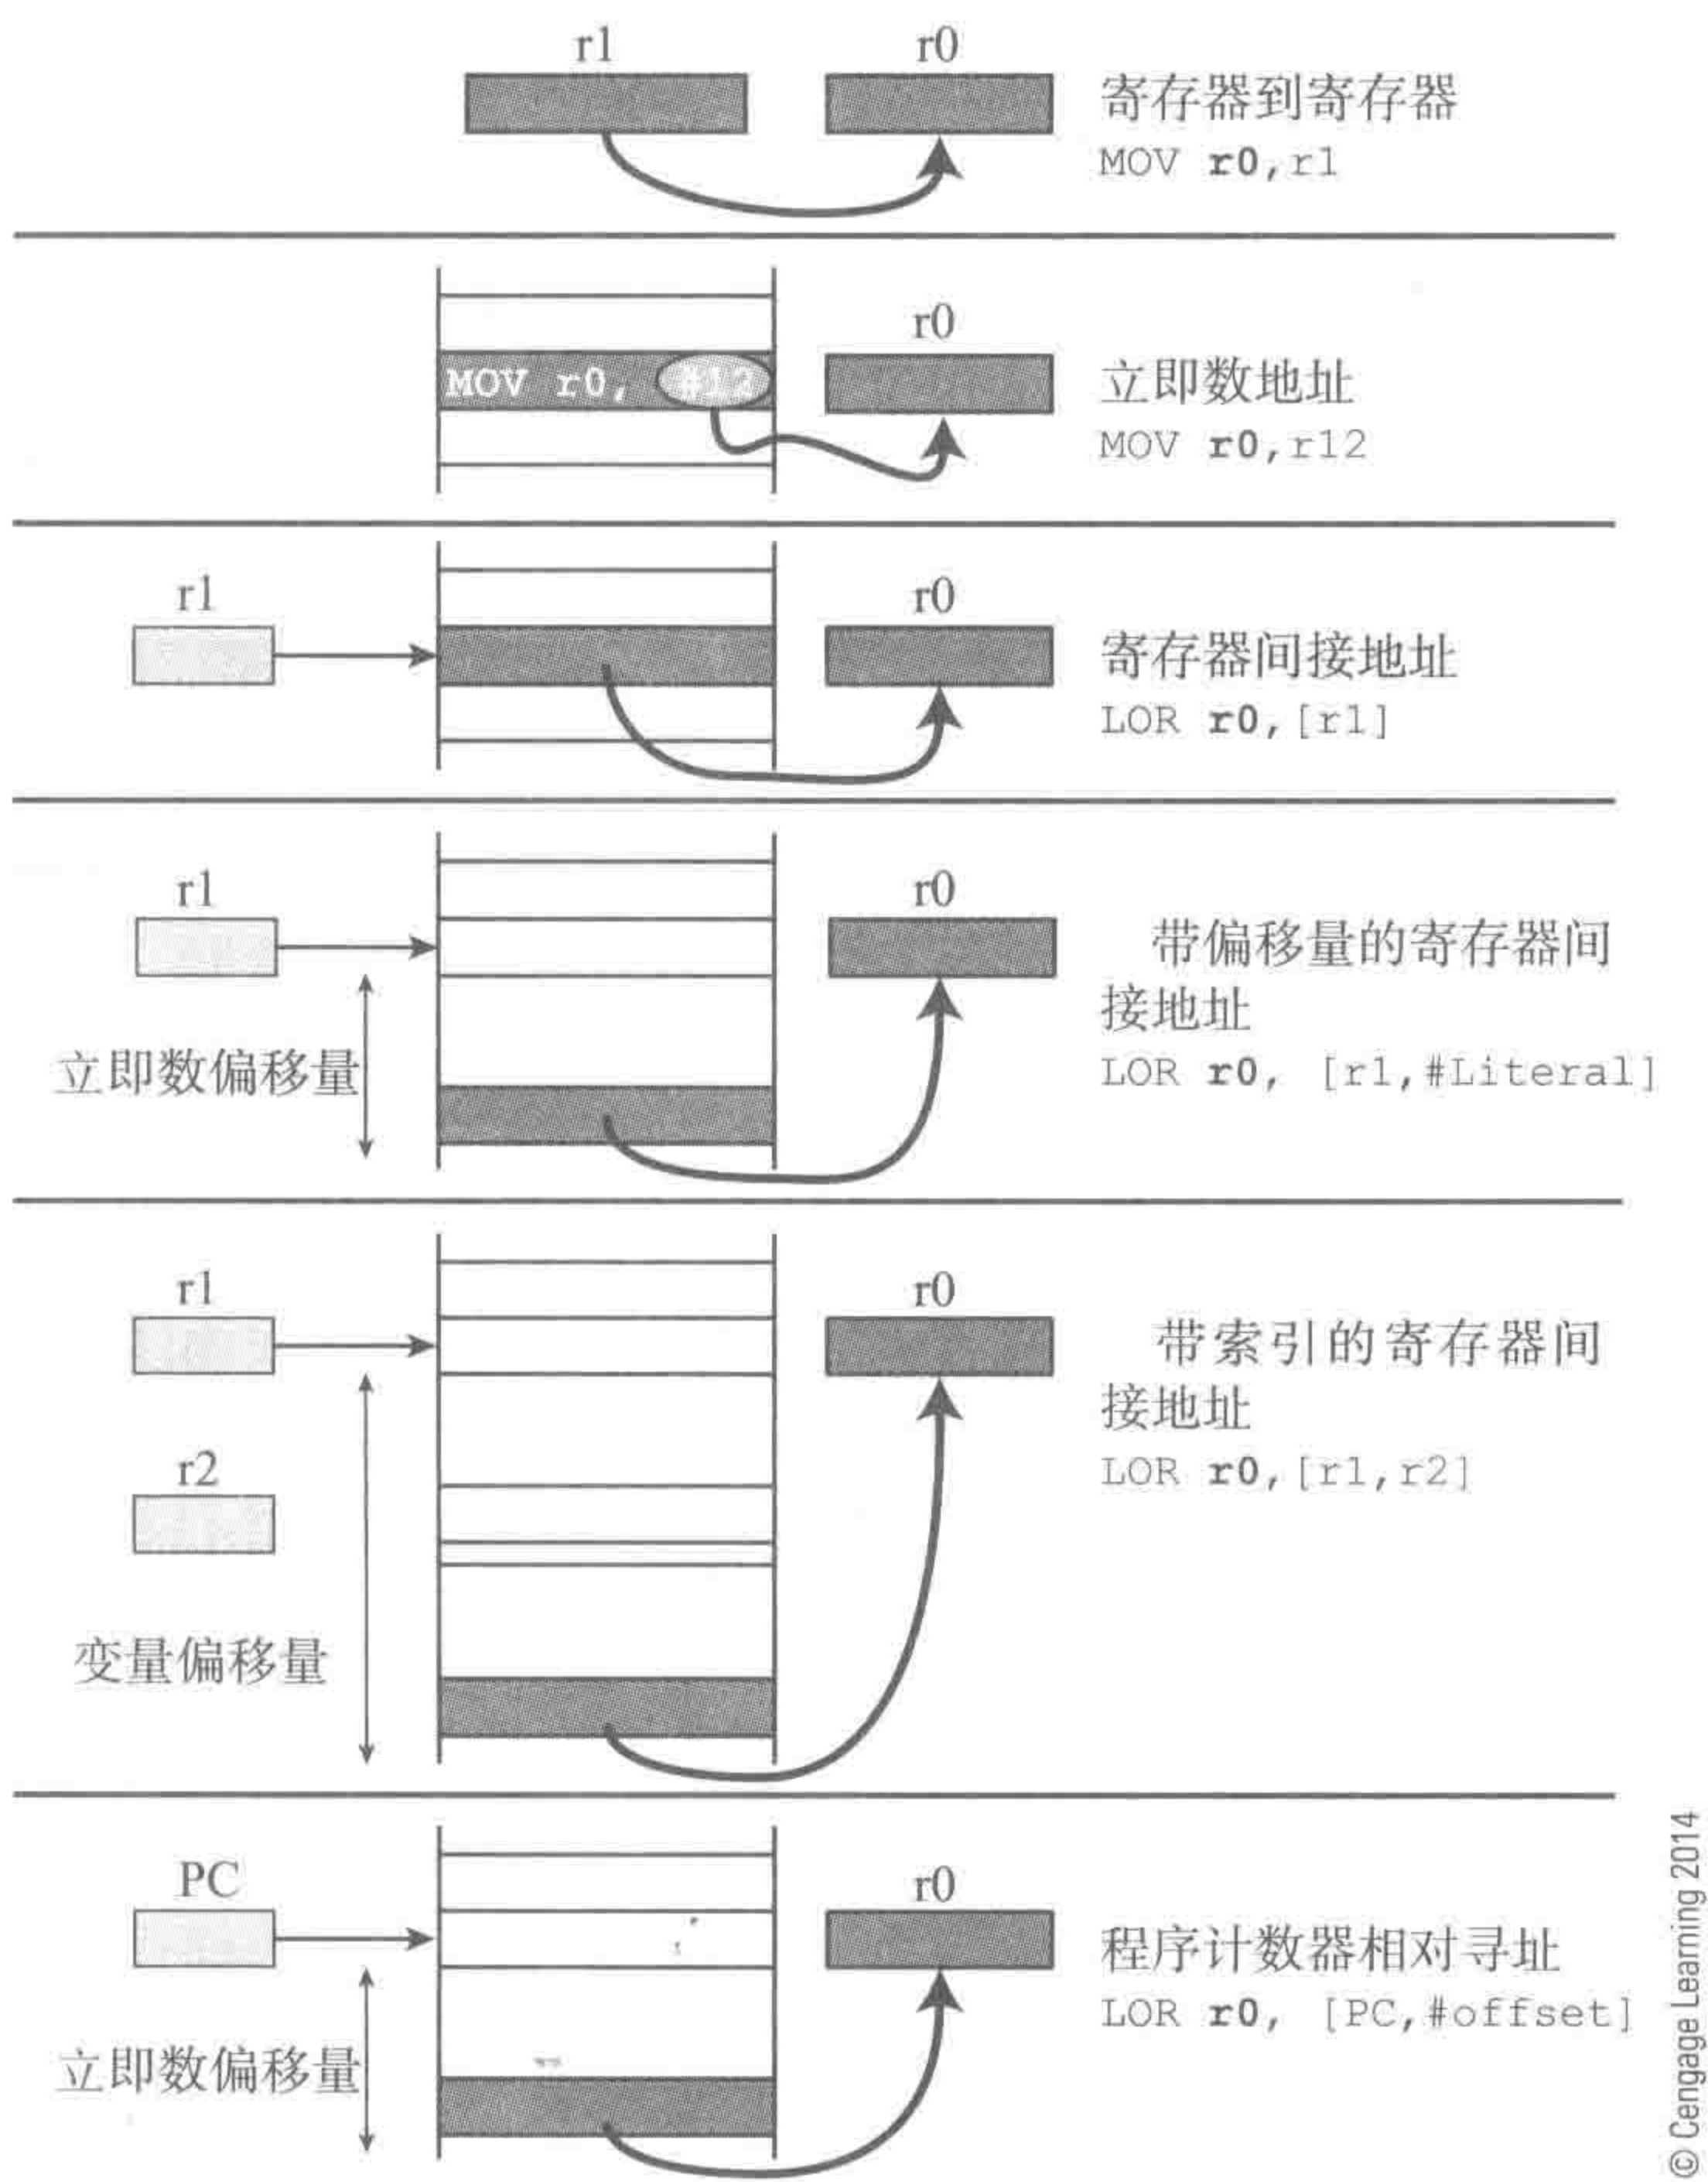 r1 r0
寄存器到寄存器
MOV r0,r1
r0
MOV r0, #12
立即数地址
MOV r0,r12
r1 r0
寄存器间接地址
LOR r0,[r1]
r1 r0
带偏移量的寄存器间
接地址
立即数偏移量
LOR r0, [r1,#Literal]
r1 r0
带索引的寄存器间
接地址
r2
LOR r0,[r1,r2]
变量偏移量
PC r0
程序计数器相对寻址
LOR r0, [PC,#offset]
立即数偏移量
© Cengage Learning 2014